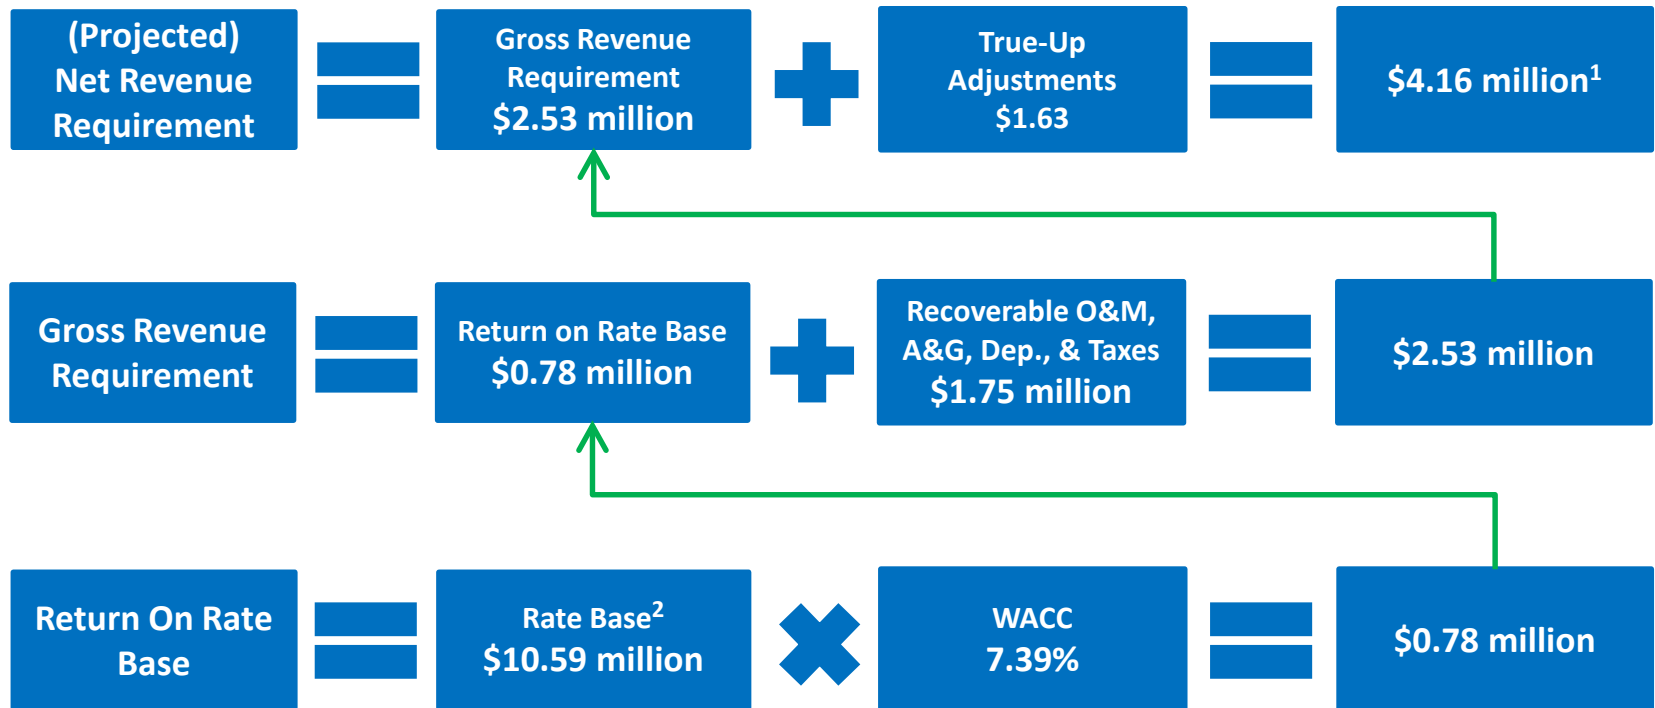 (Projected)
Net Revenue
Requirement
Gross Revenue
Requirement
$2.53 million
True-Up
Adjustments
$1.63
$4.16 million¹
Gross Revenue
Requirement
Return on Rate Base
$0.78 million
Recoverable O&M,
A&G, Dep., & Taxes
$1.75 million
$2.53 million
Return On Rate
Base
Rate Base²
$10.59 million
WACC
7.39%
$0.78 million